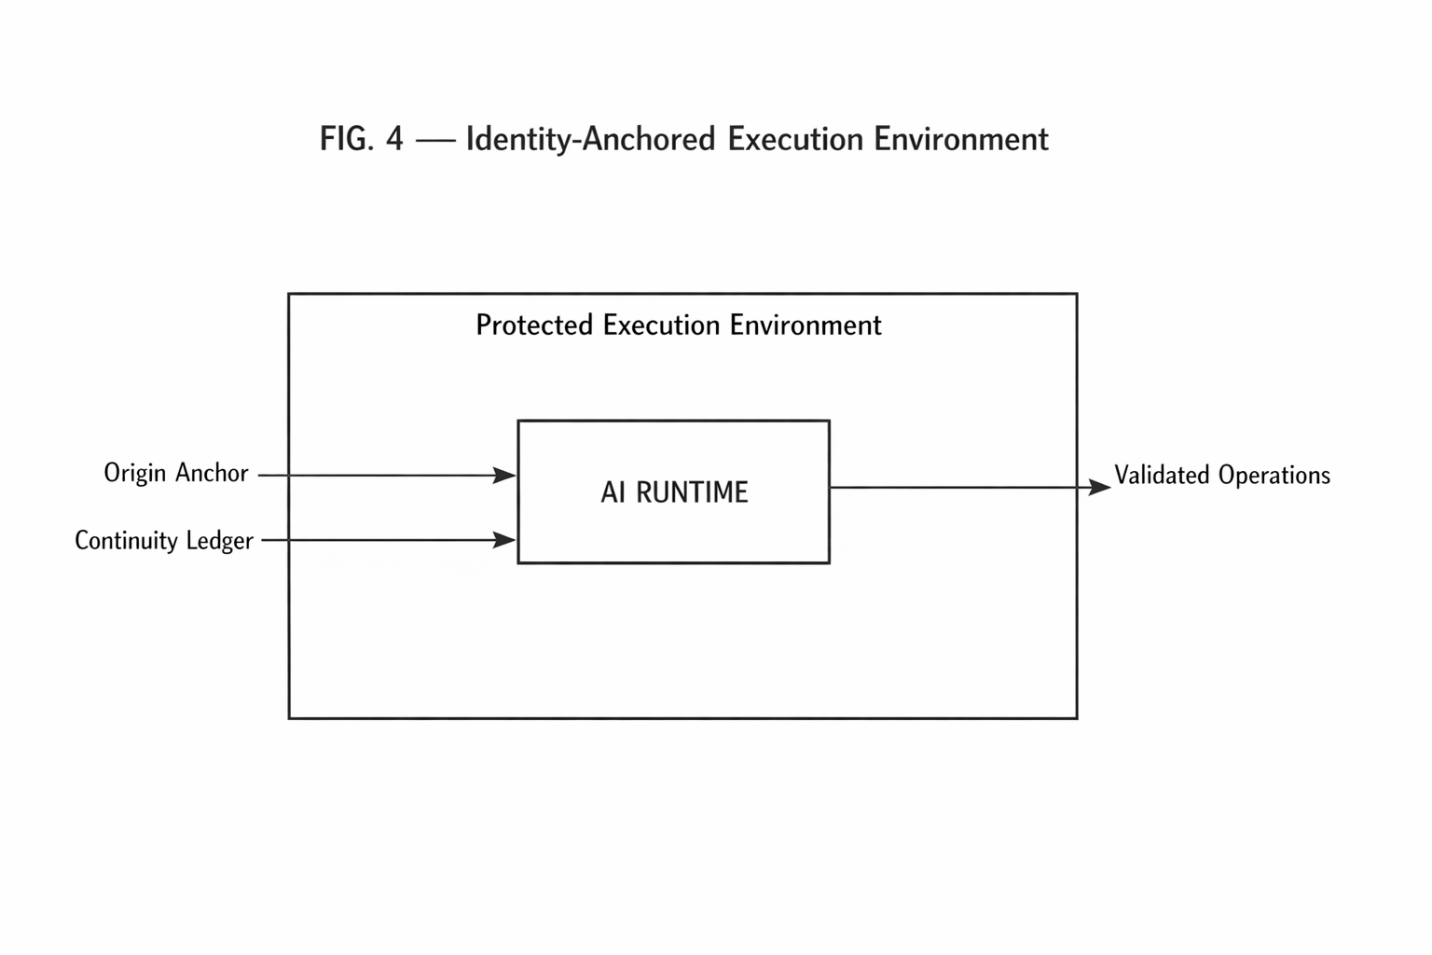 FIG. 4 — Identity-Anchored Execution Environment
Protected Execution Environment
Origin Anchor
Continuity Ledger
AI RUNTIME
Validated Operations